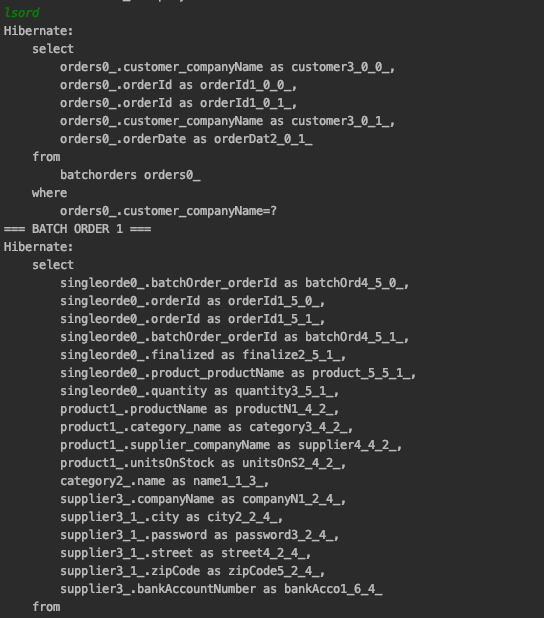 lsord
Hibernate:
    select
        orders0_.customer_companyName as customer3_0_0_,
        orders0_.orderId as orderId1_0_0_,
        orders0_.orderId as orderId1_0_1_,
        orders0_.customer_companyName as customer3_0_1_,
        orders0_.orderDate as orderDat2_0_1_
    from
        batchorders orders0_
    where
        orders0_.customer_companyName=?
=== BATCH ORDER 1 ===
Hibernate:
    select
        singleorde0_.batchOrder_orderId as batchOrd4_5_0_,
        singleorde0_.orderId as orderId1_5_0_,
        singleorde0_.orderId as orderId1_5_1_,
        singleorde0_.batchOrder_orderId as batchOrd4_5_1_,
        singleorde0_.finalized as finalize2_5_1_,
        singleorde0_.product_productName as product_5_5_1_,
        singleorde0_.quantity as quantity3_5_1_,
        product1_.productName as productN1_4_2_,
        product1_.category_name as category3_4_2_,
        product1_.supplier_companyName as supplier4_4_2_,
        product1_.unitsOnStock as unitsOnS2_4_2_,
        category2_.name as name1_1_3_,
        supplier3_.companyName as companyN1_2_4_,
        supplier3_1_.city as city2_2_4_,
        supplier3_1_.password as password3_2_4_,
        supplier3_1_.street as street4_2_4_,
        supplier3_1_.zipCode as zipCode5_2_4_,
        supplier3_.bankAccountNumber as bankAcco1_6_4_
    from